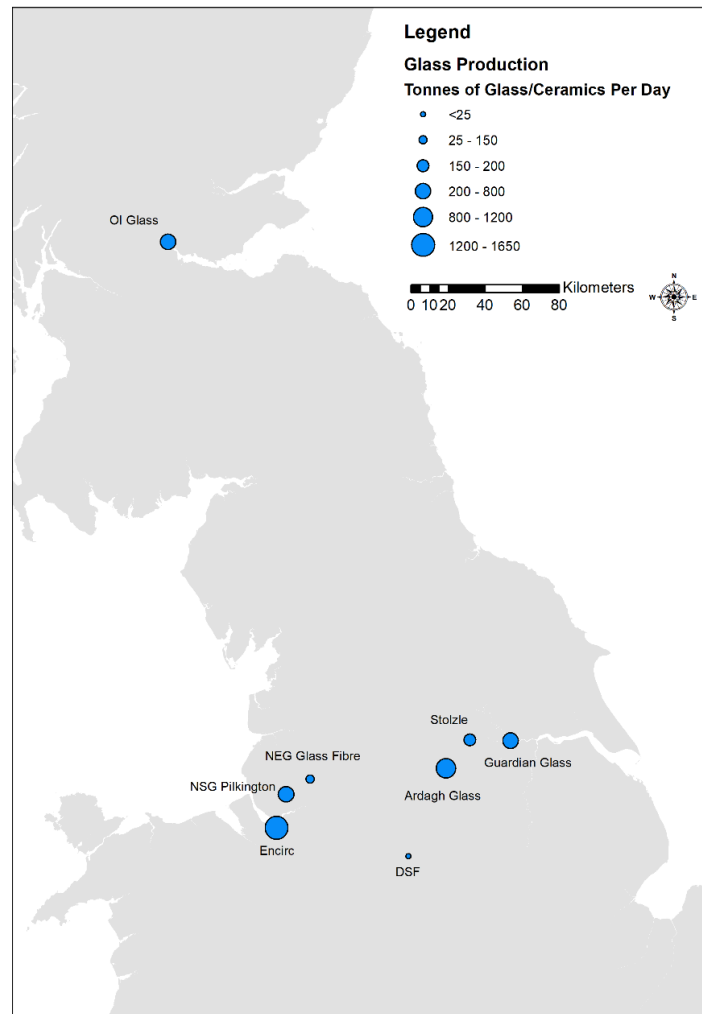 Legend
Glass Production
Tonnes of Glass/Ceramics Per Day
<25
25 - 150
150 - 200
200 - 800
800 - 1200
1200 - 1650
Kilometers
0 10 20 40 60 80
N
W E
S
OI Glass
Stolzle
Guardian Glass
NEG Glass Fibre
NSG Pilkington
Ardagh Glass
Encirc
DSF